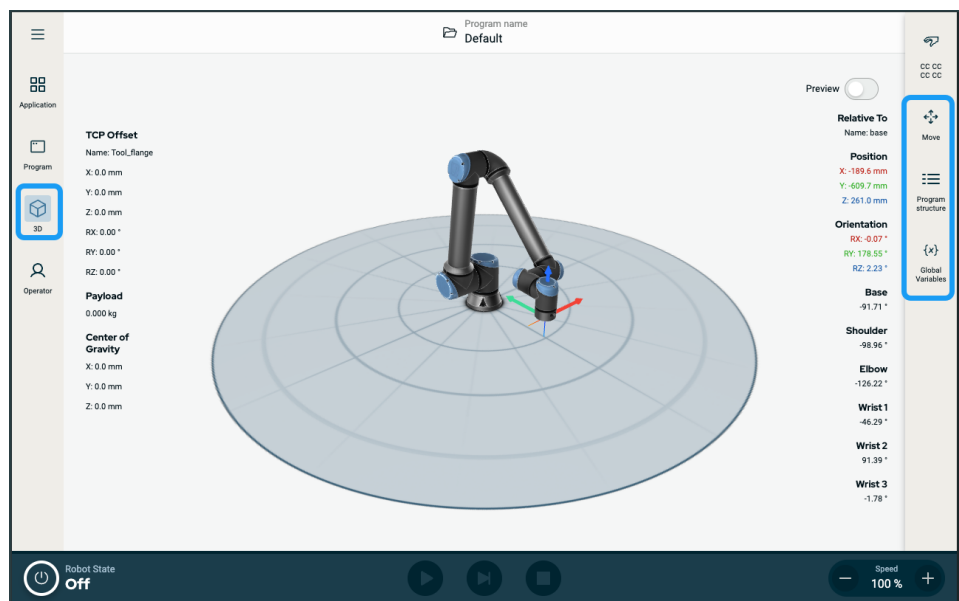 Program name
Default
Application
Program
3D
Operator
TCP Offset
Name: Tool_flange
X: 0.0 mm
Y: 0.0 mm
Z: 0.0 mm
RX: 0.00 °
RY: 0.00 °
RZ: 0.00 °
Payload
0.000 kg
Center of
Gravity
X: 0.0 mm
Y: 0.0 mm
Z: 0.0 mm
Preview
Relative To
Name: base
Position
X: -189.6 mm
Y: -609.7 mm
Z: 261.0 mm
Orientation
RX: -0.07 °
RY: 178.55 °
RZ: 2.23 °
Base
-91.71 °
Shoulder
-98.96 °
Elbow
-126.22 °
Wrist 1
-46.29 °
Wrist 2
91.39 °
Wrist 3
-1.78 °
CC CC
CC CC
Move
Program
structure
{x}
Global
Variables
Robot State
Off
Speed
100 %